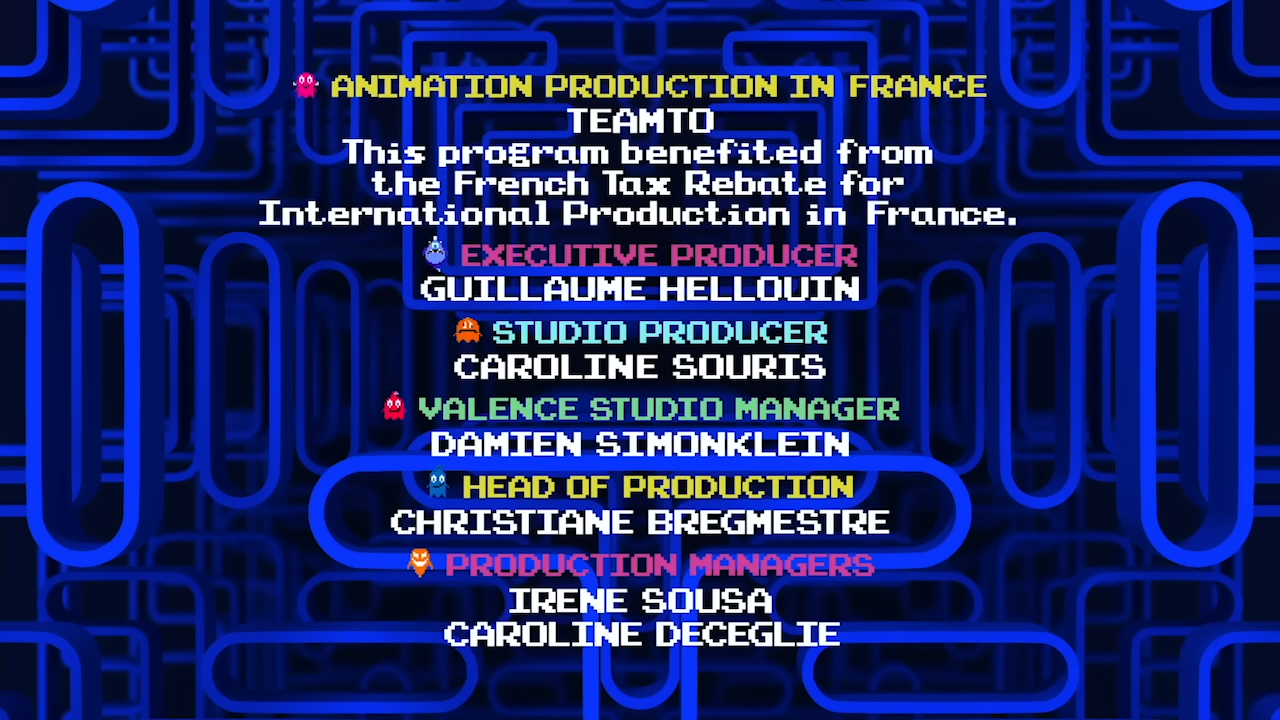 ANIMATION PRODUCTION IN FRANCE
TEAMTO
This program benefited from
the French Tax Rebate for
International Production in France.
EXECUTIVE PRODUCER
GUILLAUME HELLOUIN
STUDIO PRODUCER
CAROLINE SOURIS
VALENCE STUDIO MANAGER
DAMIEN SIMONKLEIN
HEAD OF PRODUCTION
CHRISTIANE BREGMESTRE
PRODUCTION MANAGERS
IRENE SOUSA
CAROLINE DECEGLIE